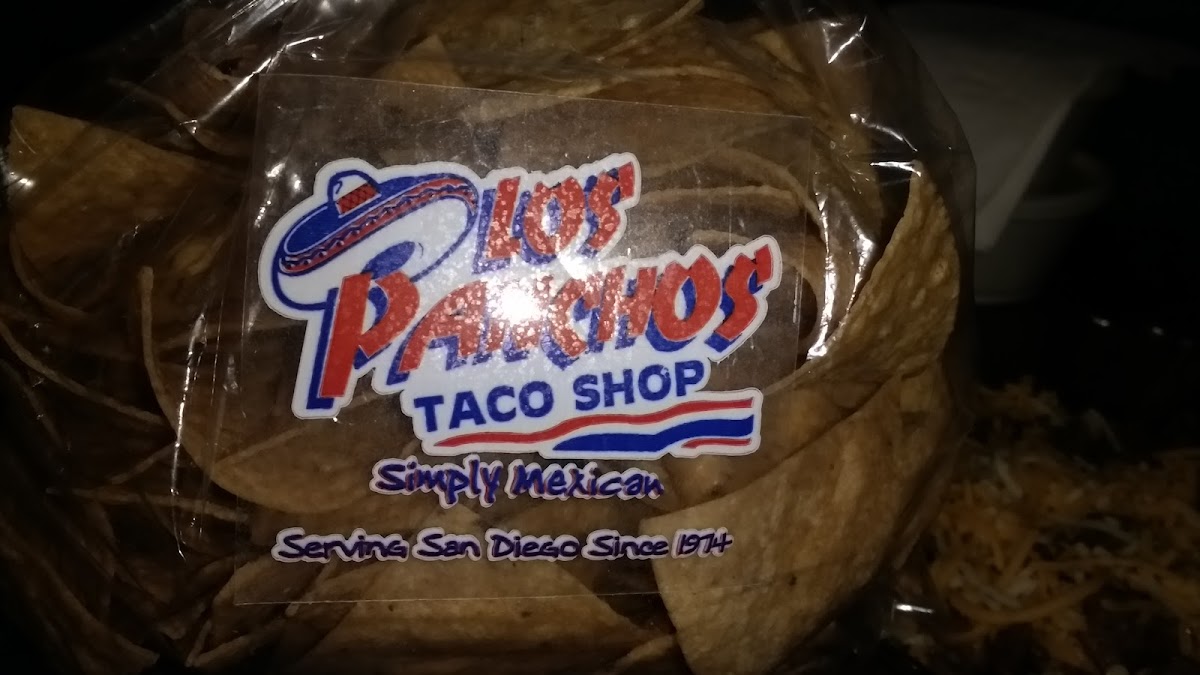 LOS
PANCHOS
TACO SHOP
Simply Mexican
Serving San Diego Since 1974